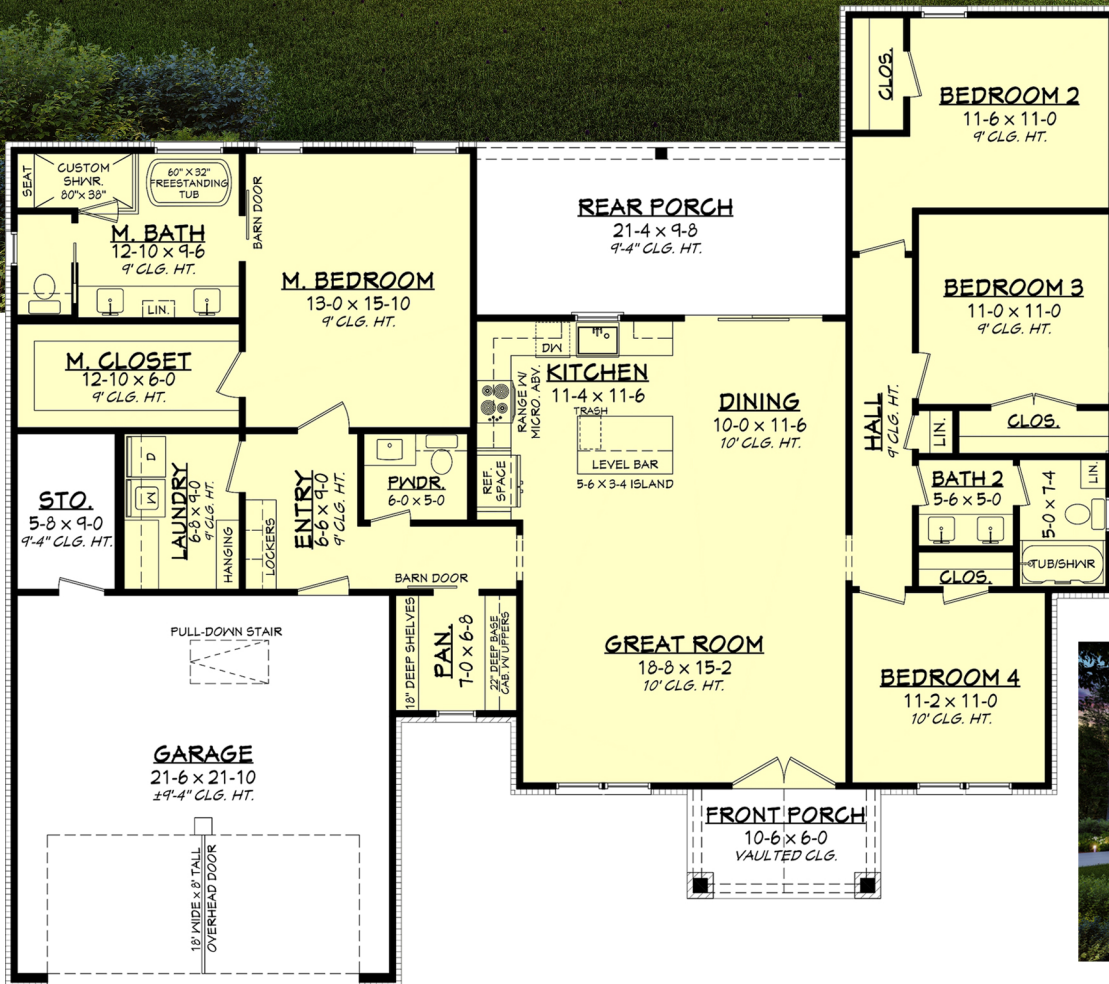 CLOS.
BEDROOM 2
11-6 x 11-0
9' CLG. HT.
SEAT
CUSTOM
SHWR.
80"x 38"
60" X 32"
FREESTANDING
TUB
BARN DOOR
M. BATH
12-10 x 9-6
9' CLG. HT.
LIN.
M. BEDROOM
13-0 x 15-10
9' CLG. HT.
REAR PORCH
21-4 x 9-8
9'-4" CLG. HT.
BEDROOM 3
11-0 x 11-0
9' CLG. HT.
M. CLOSET
12-10 x 6-0
9' CLG. HT.
DW
KITCHEN
11-4 x 11-6
RANGE W/
MICRO. ABV.
TRASH
LEVEL BAR
5-6 X 3-4 ISLAND
REF.
SPACE
DINING
10-0 x 11-6
10' CLG. HT.
HALL
9' CLG. HT.
LIN.
CLOS.
STO.
5-8 x 9-0
9'-4" CLG. HT.
D
M
LAUNDRY
6-8 x 9-0
9' CLG. HT.
HANGING
LOCKERS
ENTRY
6-6 x 9-0
9' CLG. HT.
PWDR.
6-0 x 5-0
BATH 2
5-6 x 5-0
5-0 x 7-4
LIN.
TUB/SHWR
CLOS.
BARN DOOR
18" DEEP SHELVES
PAN.
7-0 x 6-8
22" DEEP BASE
CAB. W/ UPPERS
PULL-DOWN STAIR
GREAT ROOM
18-8 x 15-2
10' CLG. HT.
BEDROOM 4
11-2 x 11-0
10' CLG. HT.
GARAGE
21-6 x 21-10
±9'-4" CLG. HT.
18' WIDE x 8' TALL
OVERHEAD DOOR
FRONT PORCH
10-6 x 6-0
VAULTED CLG.